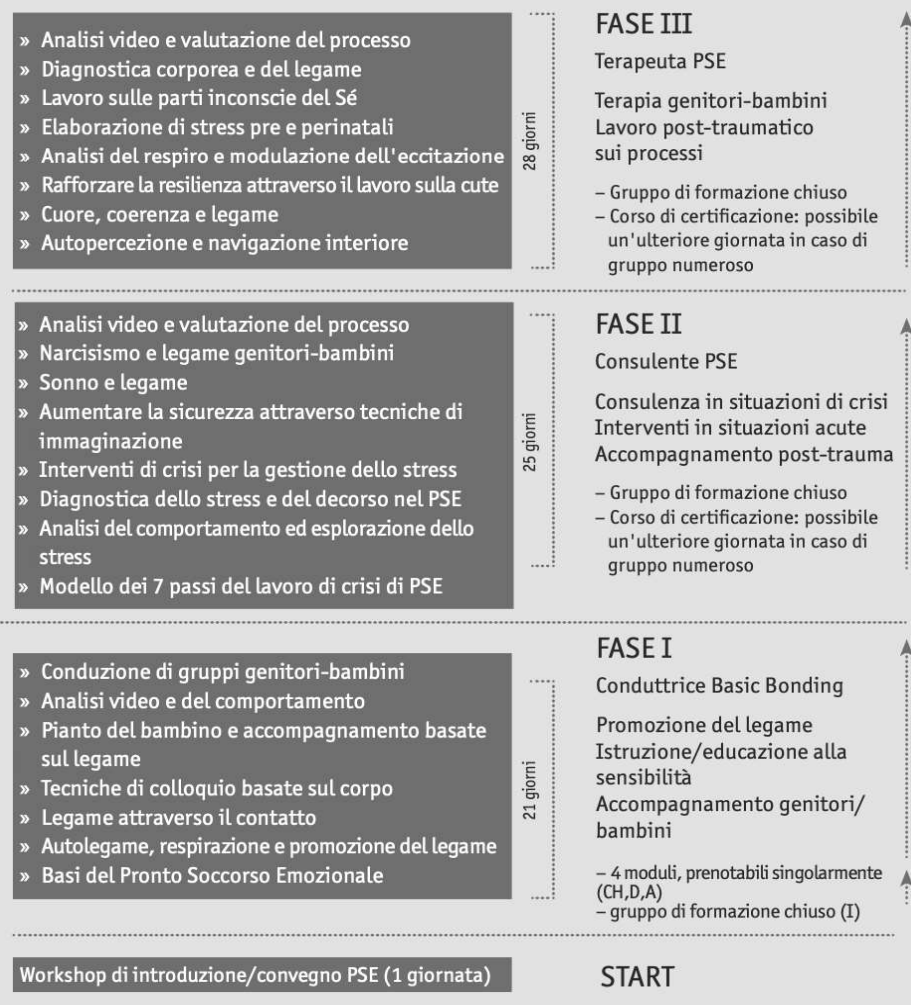 » Analisi video e valutazione del processo
» Diagnostica corporea e del legame
» Lavoro sulle parti inconscie del Sé
» Elaborazione di stress pre e perinatali
» Analisi del respiro e modulazione dell'eccitazione
» Rafforzare la resilienza attraverso il lavoro sulla cute
» Cuore, coerenza e legame
» Autopercezione e navigazione interiore
28 giorni
FASE III
Terapeuta PSE
Terapia genitori-bambini
Lavoro post-traumatico
sui processi
– Gruppo di formazione chiuso
– Corso di certificazione: possibile
un'ulteriore giornata in caso di
gruppo numeroso
» Analisi video e valutazione del processo
» Narcisismo e legame genitori-bambini
» Sonno e legame
» Aumentare la sicurezza attraverso tecniche di
immaginazione
» Interventi di crisi per la gestione dello stress
» Diagnostica dello stress e del decorso nel PSE
» Analisi del comportamento ed esplorazione dello
stress
» Modello dei 7 passi del lavoro di crisi di PSE
25 giorni
FASE II
Consulente PSE
Consulenza in situazioni di crisi
Interventi in situazioni acute
Accompagnamento post-trauma
– Gruppo di formazione chiuso
– Corso di certificazione: possibile
un'ulteriore giornata in caso di
gruppo numeroso
» Conduzione di gruppi genitori-bambini
» Analisi video e del comportamento
» Pianto del bambino e accompagnamento basate
sul legame
» Tecniche di colloquio basate sul corpo
» Legame attraverso il contatto
» Autolegame, respirazione e promozione del legame
» Basi del Pronto Soccorso Emozionale
21 giorni
FASE I
Conduttrice Basic Bonding
Promozione del legame
Istruzione/educazione alla
sensibilità
Accompagnamento genitori/
bambini
– 4 moduli, prenotabili singolarmente
(CH,D,A)
– gruppo di formazione chiuso (I)
Workshop di introduzione/convegno PSE (1 giornata)
START